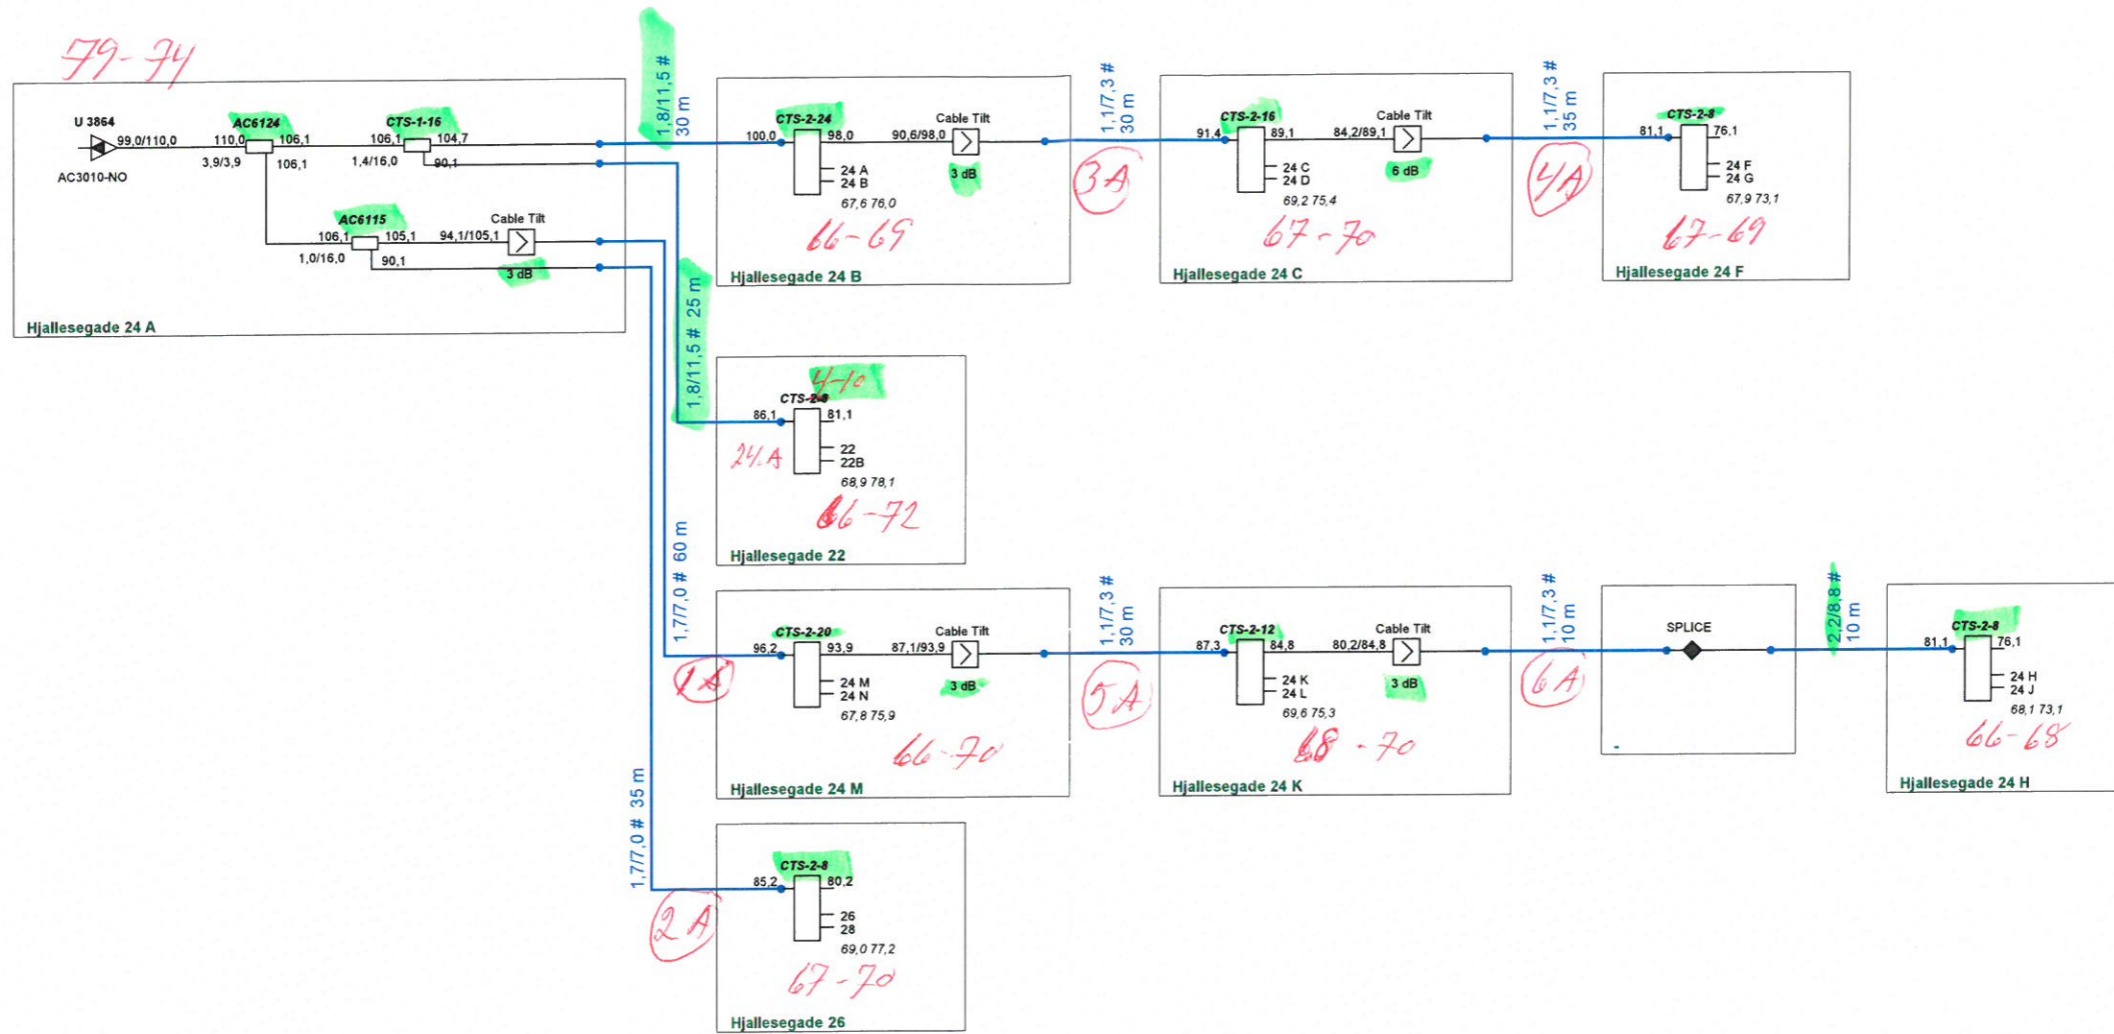 79-74
U 3864
99,0/110,0
AC3010-NO
AC6124
110,0
106,1
3,9/3,9
106,1
CTS-1-16
106,1
104,7
1,4/16,0
90,1
AC6115
106,1
105,1
1,0/16,0
90,1
94,1/105,1
Cable Tilt
3 dB
Hjallesegade 24 A
1,8/11,5 #
30 m
CTS-2-24
100,0
98,0
24 A
24 B
67,6 76,0
90,6/98,0
Cable Tilt
3 dB
66-69
Hjallesegade 24 B
1,1/7,3 #
30 m
3A
CTS-2-16
91,4
89,1
24 C
24 D
69,2 75,4
84,2/89,1
Cable Tilt
6 dB
67-70
Hjallesegade 24 C
1,1/7,3 #
35 m
4A
CTS-2-8
81,1
76,1
24 F
24 G
67,9 73,1
67-69
Hjallesegade 24 F
1,8/11,5 # 25 m
4-10
CTS-2-8
86,1
81,1
24.A
22
22B
68,9 78,1
66-72
Hjallesegade 22
1,7/7,0 # 60 m
1A
CTS-2-20
96,2
93,9
24 M
24 N
67,8 75,9
87,1/93,9
Cable Tilt
3 dB
66-70
Hjallesegade 24 M
1,1/7,3 #
30 m
5A
CTS-2-12
87,3
84,8
24 K
24 L
69,6 75,3
80,2/84,8
Cable Tilt
3 dB
68-70
Hjallesegade 24 K
1,1/7,3 #
10 m
6A
SPLICE
-
2,2/8,8 #
10 m
CTS-2-8
81,1
76,1
24 H
24 J
68,1 73,1
66-68
Hjallesegade 24 H
1,7/7,0 # 35 m
2A
CTS-2-8
85,2
80,2
26
28
69,0 77,2
67-70
Hjallesegade 26